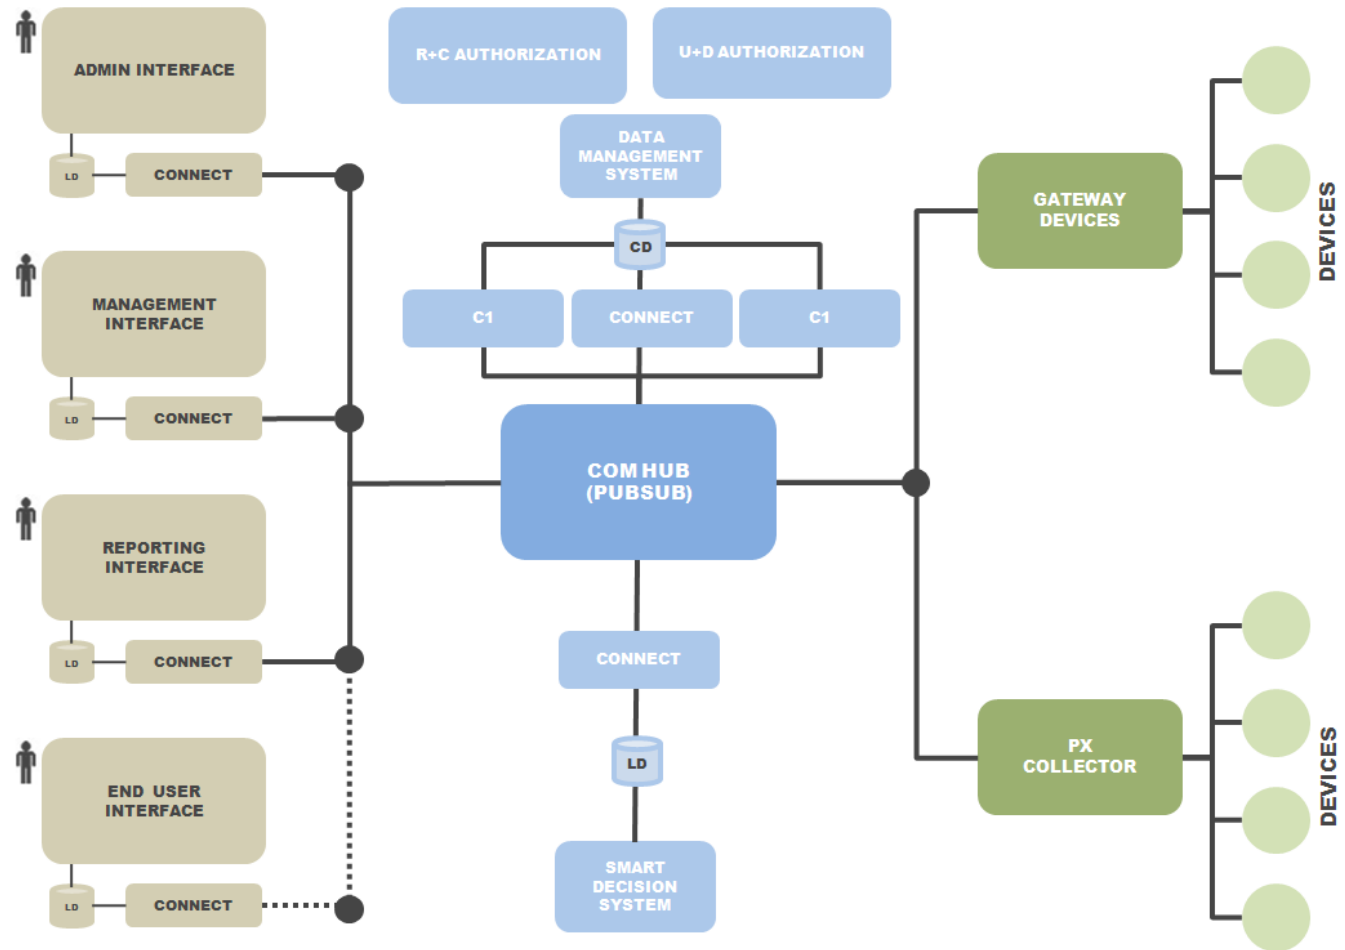 ADMIN INTERFACE
LD
CONNECT
MANAGEMENT
INTERFACE
LD
CONNECT
REPORTING
INTERFACE
LD
CONNECT
END USER
INTERFACE
LD
CONNECT
R+C AUTHORIZATION
U+D AUTHORIZATION
DATA
MANAGEMENT
SYSTEM
CD
C1
CONNECT
C1
COM HUB
(PUBSUB)
CONNECT
LD
SMART
DECISION
SYSTEM
GATEWAY
DEVICES
DEVICES
PX
COLLECTOR
DEVICES